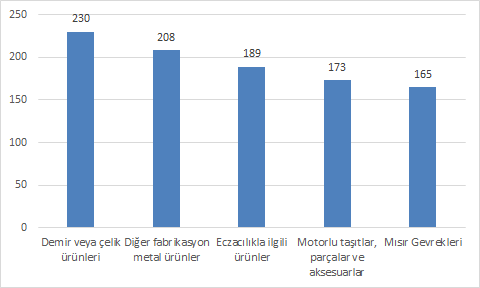 250
200
150
100
50
0
230
208
189
173
165
Demir veya çelik
ürünleri
Diğer fabrikasyon
metal ürünler
Eczacılıkla ilgili
ürünler
Motorlu taşıtlar,
parçalar ve
aksesuarlar
Mısır Gevrekleri